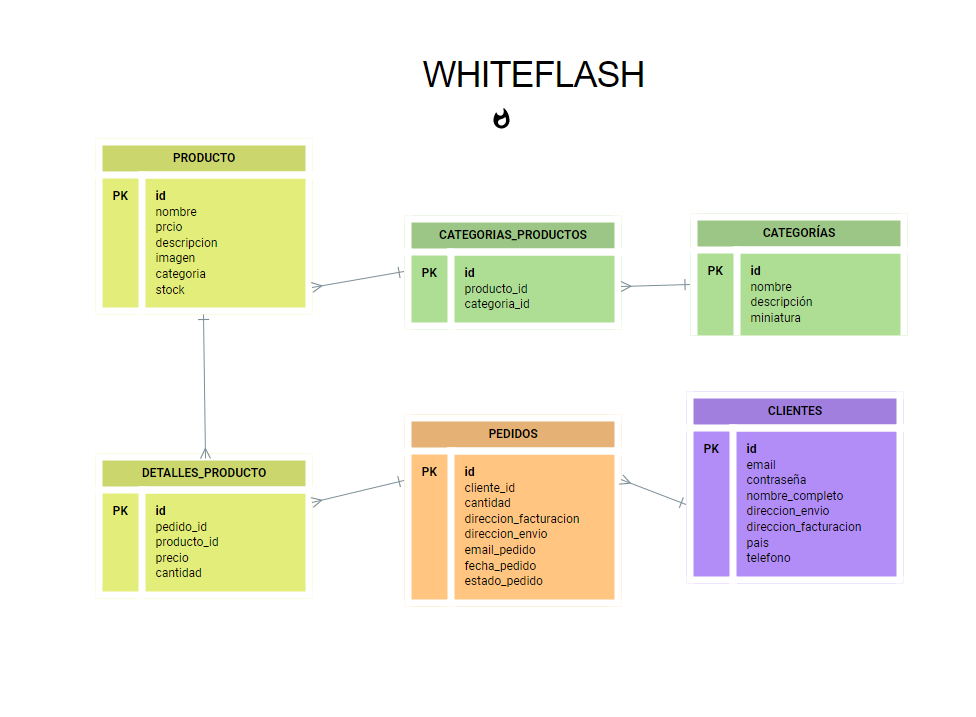 WHITEFLASH
PRODUCTO
PK
id
nombre
prcio
descripcion
imagen
categoria
stock
CATEGORIAS_PRODUCTOS
PK
id
producto_id
categoria_id
CATEGORÍAS
PK
id
nombre
descripción
miniatura
DETALLES_PRODUCTO
PK
id
pedido_id
producto_id
precio
cantidad
PEDIDOS
PK
id
cliente_id
cantidad
direccion_facturacion
direccion_envio
email_pedido
fecha_pedido
estado_pedido
CLIENTES
PK
id
email
contraseña
nombre_completo
direccion_envio
direccion_facturacion
pais
telefono